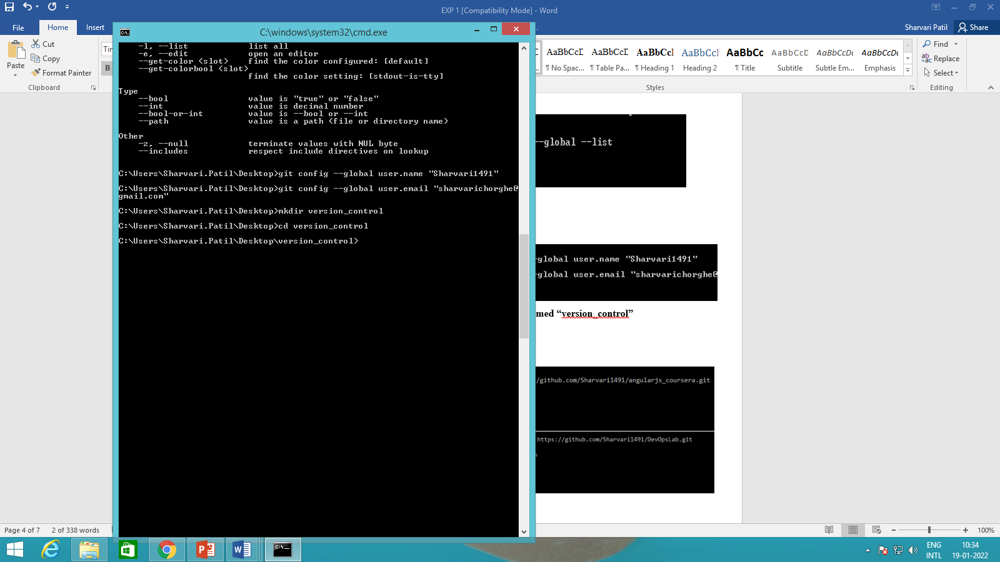 EXP 1 [Compatibility Mode] - Word
File
Home
Insert
Sharvari Patil
Share
Cut
Copy
Paste
Format Painter
Clipboard
Tin
B
C:\windows\system32\cmd.exe
AaBbCcD
AaBbCcD
AaBbCcI
AaBbCcI
AaBbCc
AaBbCcD
AaBbCcDc
AaBbCcDc
¶ No Spac...
¶ Table Pa...
¶ Heading 1
Heading 2
¶ Title
Subtitle
Subtle Em...
Emphasis
Styles
Find
Replace
Select
Editing
-l, --list list all
-e, --edit open an editor
--get-color <slot> find the color configured: [default]
--get-colorbool <slot>
find the color setting: [stdout-is-tty]
Type
--bool value is "true" or "false"
--int value is decimal number
--bool-or-int value is --bool or --int
--path value is a path (file or directory name)
Other
-z, --null terminate values with NUL byte
--includes respect include directives on lookup
C:\Users\Sharvari.Patil\Desktop>git config --global user.name "Sharvari1491"
C:\Users\Sharvari.Patil\Desktop>git config --global user.email "sharvarichorghe@
gmail.com"
C:\Users\Sharvari.Patil\Desktop>mkdir version_control
C:\Users\Sharvari.Patil\Desktop>cd version_control
C:\Users\Sharvari.Patil\Desktop\version_control>
--global --list
-global user.name "Sharvari1491"
-global user.email "sharvarichorghe@
med “version_control”
/github.com/Sharvari1491/angularjs_coursera.git
https://github.com/Sharvari1491/DevOpsLab.git
Page 4 of 7
2 of 338 words
100%
ENG
INTL
10:34
19-01-2022